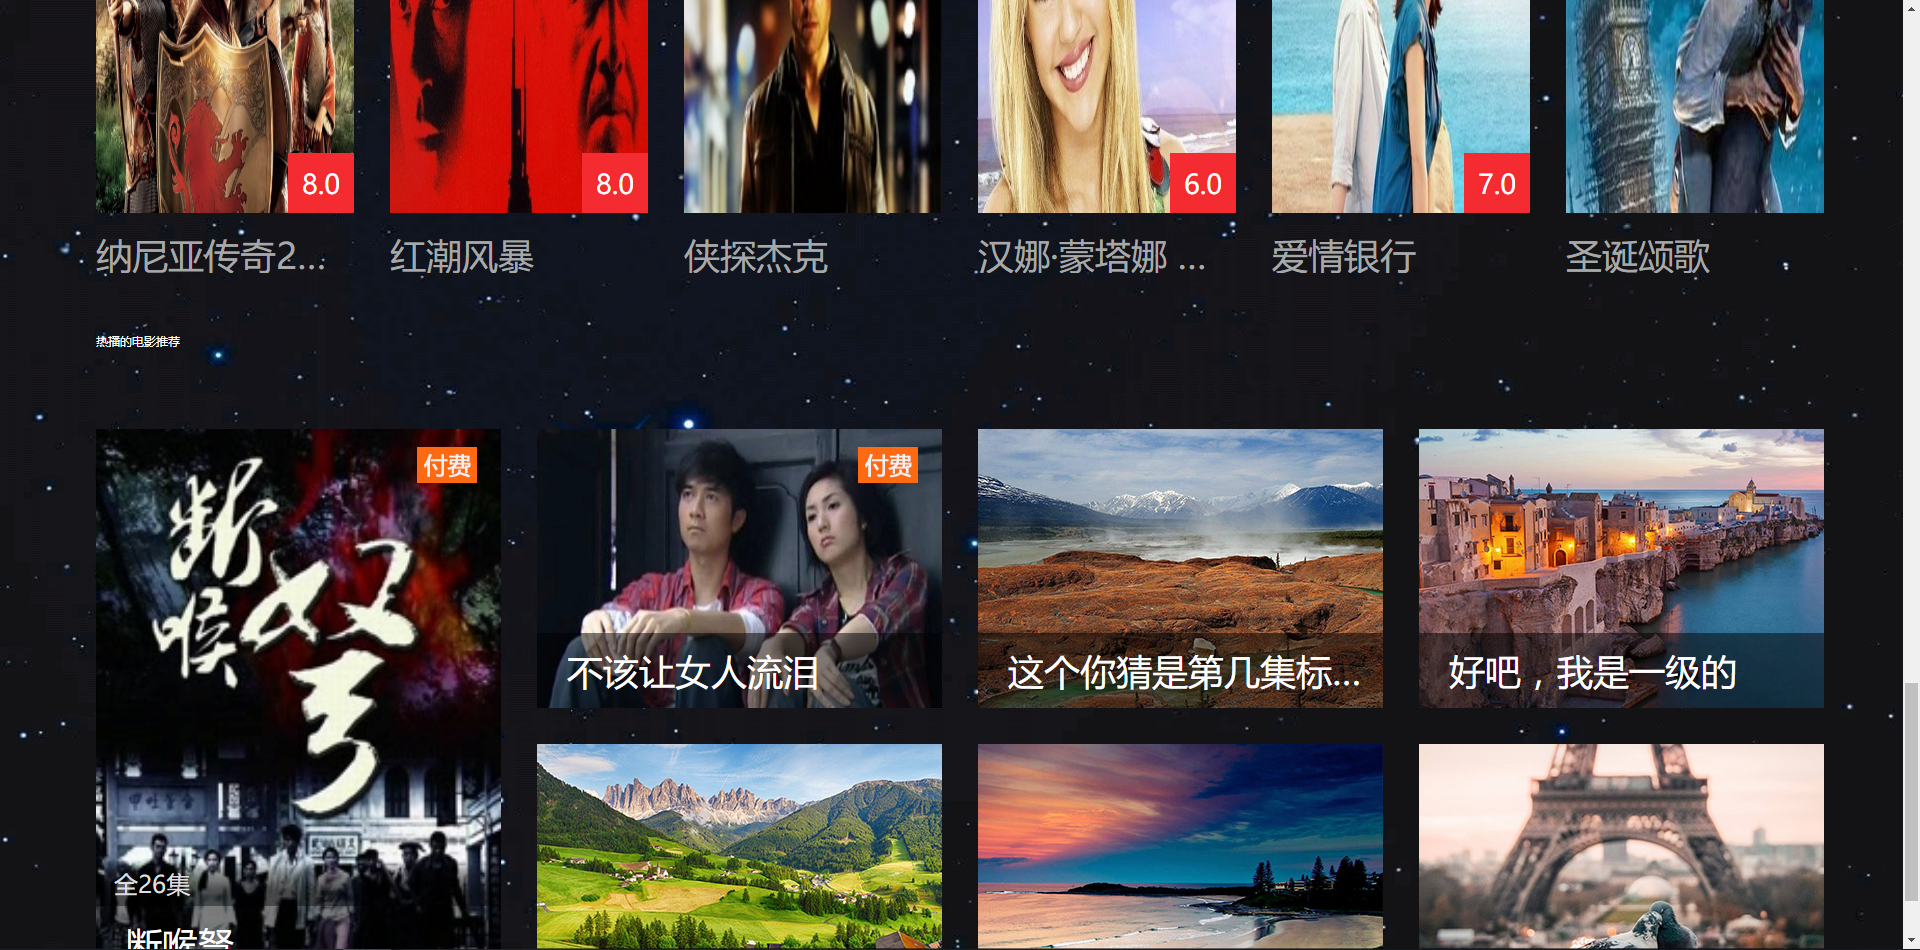 8.0
8.0
6.0
7.0
纳尼亚传奇2...
红潮风暴
侠探杰克
汉娜·蒙塔娜 ...
爱情银行
圣诞颂歌
热播的电影推荐
付费
断喉
奴弓
全26集
断喉弩
付费
不该让女人流泪
这个你猜是第几集标...
好吧，我是一级的